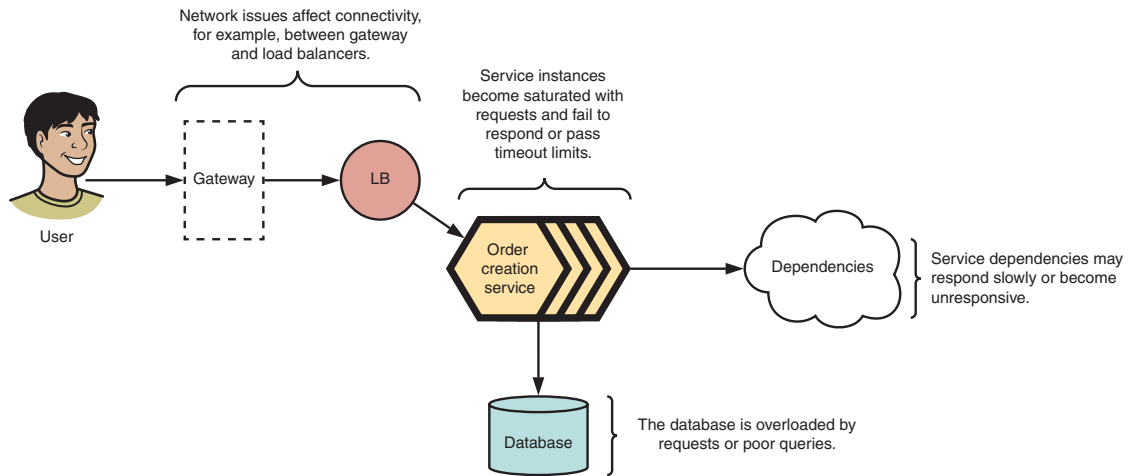 Network issues affect connectivity,
for example, between gateway
and load balancers.
Service instances
become saturated with
requests and fail to
respond or pass
timeout limits.
Gateway
LB
User
Order
creation
service
Dependencies
Service dependencies may
respond slowly or become
unresponsive.
Database
The database is overloaded by
requests or poor queries.